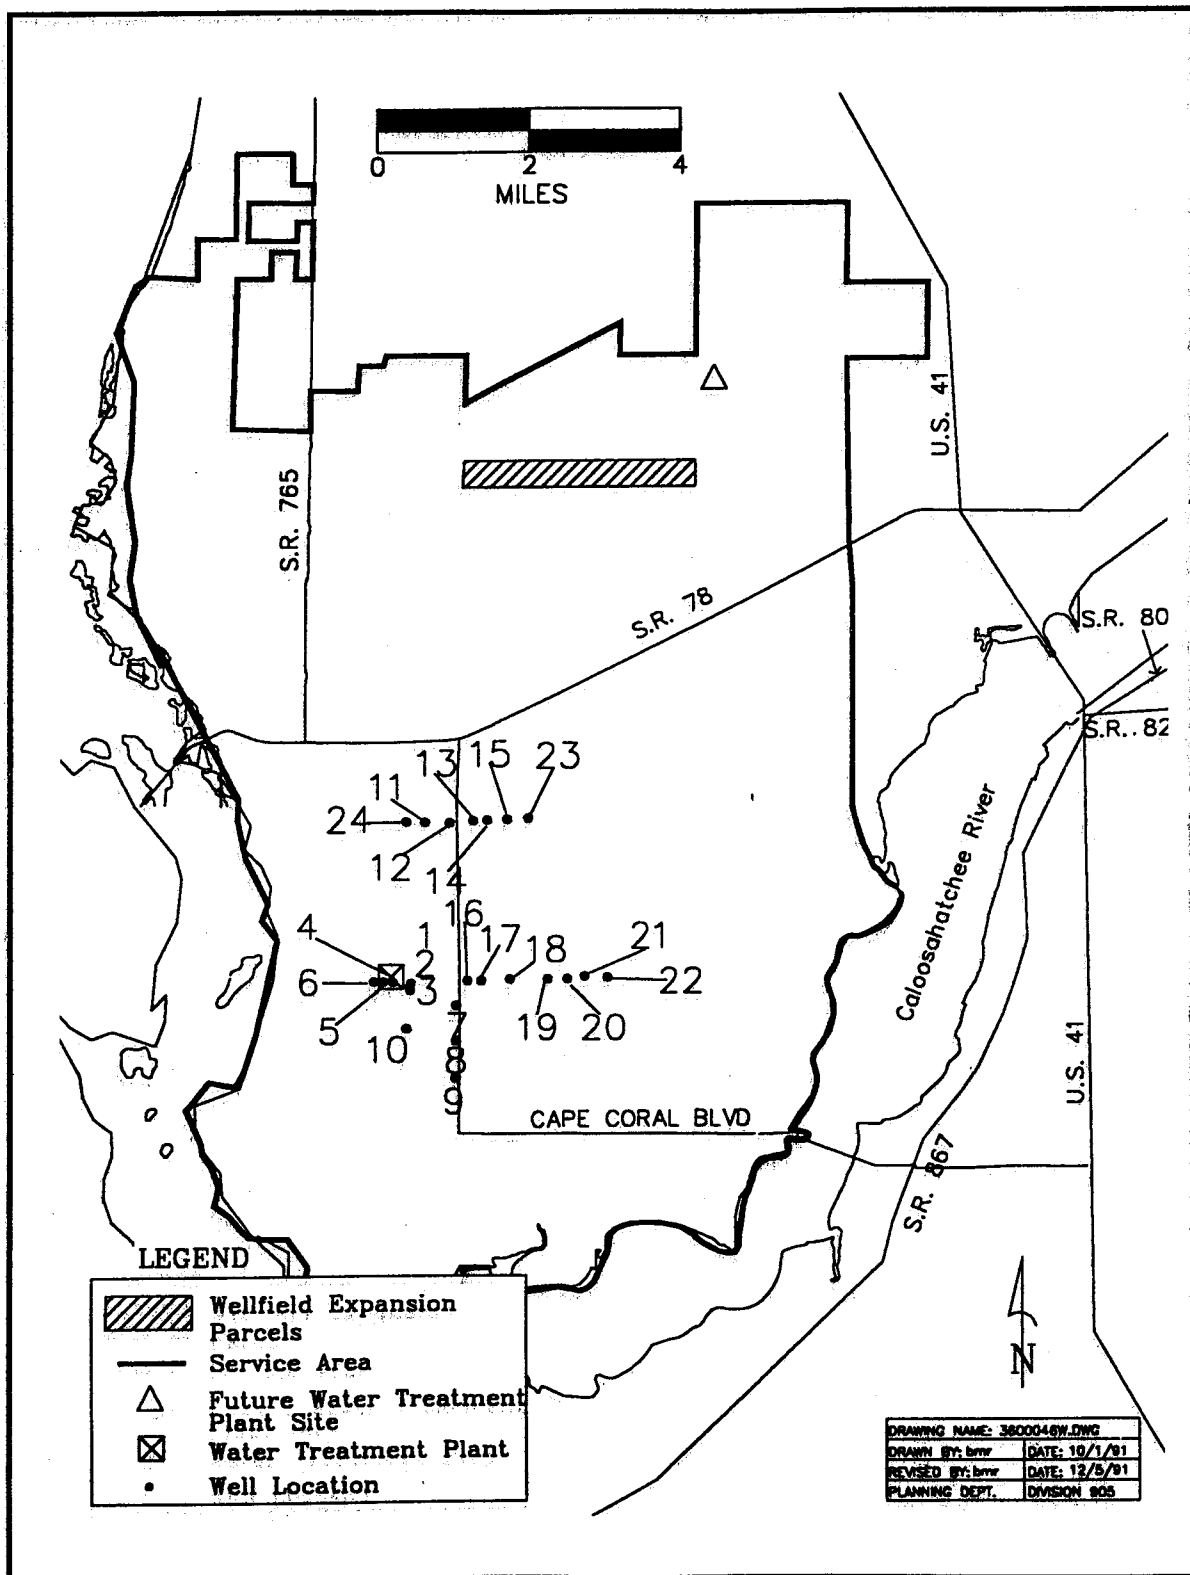 0 2 4
MILES
U.S. 41
S.R. 765
S.R. 78
S.R. 80
S.R. 82
13 15 23
11
24
12
14
16
4 1
2 17 18 21
6 3 22
5 7 19 20
10
8
9
Caloosahatchee River
U.S. 41
CAPE CORAL BLVD
S.R. 867
LEGEND
Wellfield Expansion
Parcels
Service Area
Future Water Treatment
Plant Site
Water Treatment Plant
Well Location
N
DRAWING NAME: 3600046W.DWG
DRAWN BY: bmr DATE: 10/1/91
REVISED BY: bmr DATE: 12/5/91
PLANNING DEPT. DIVISION 905